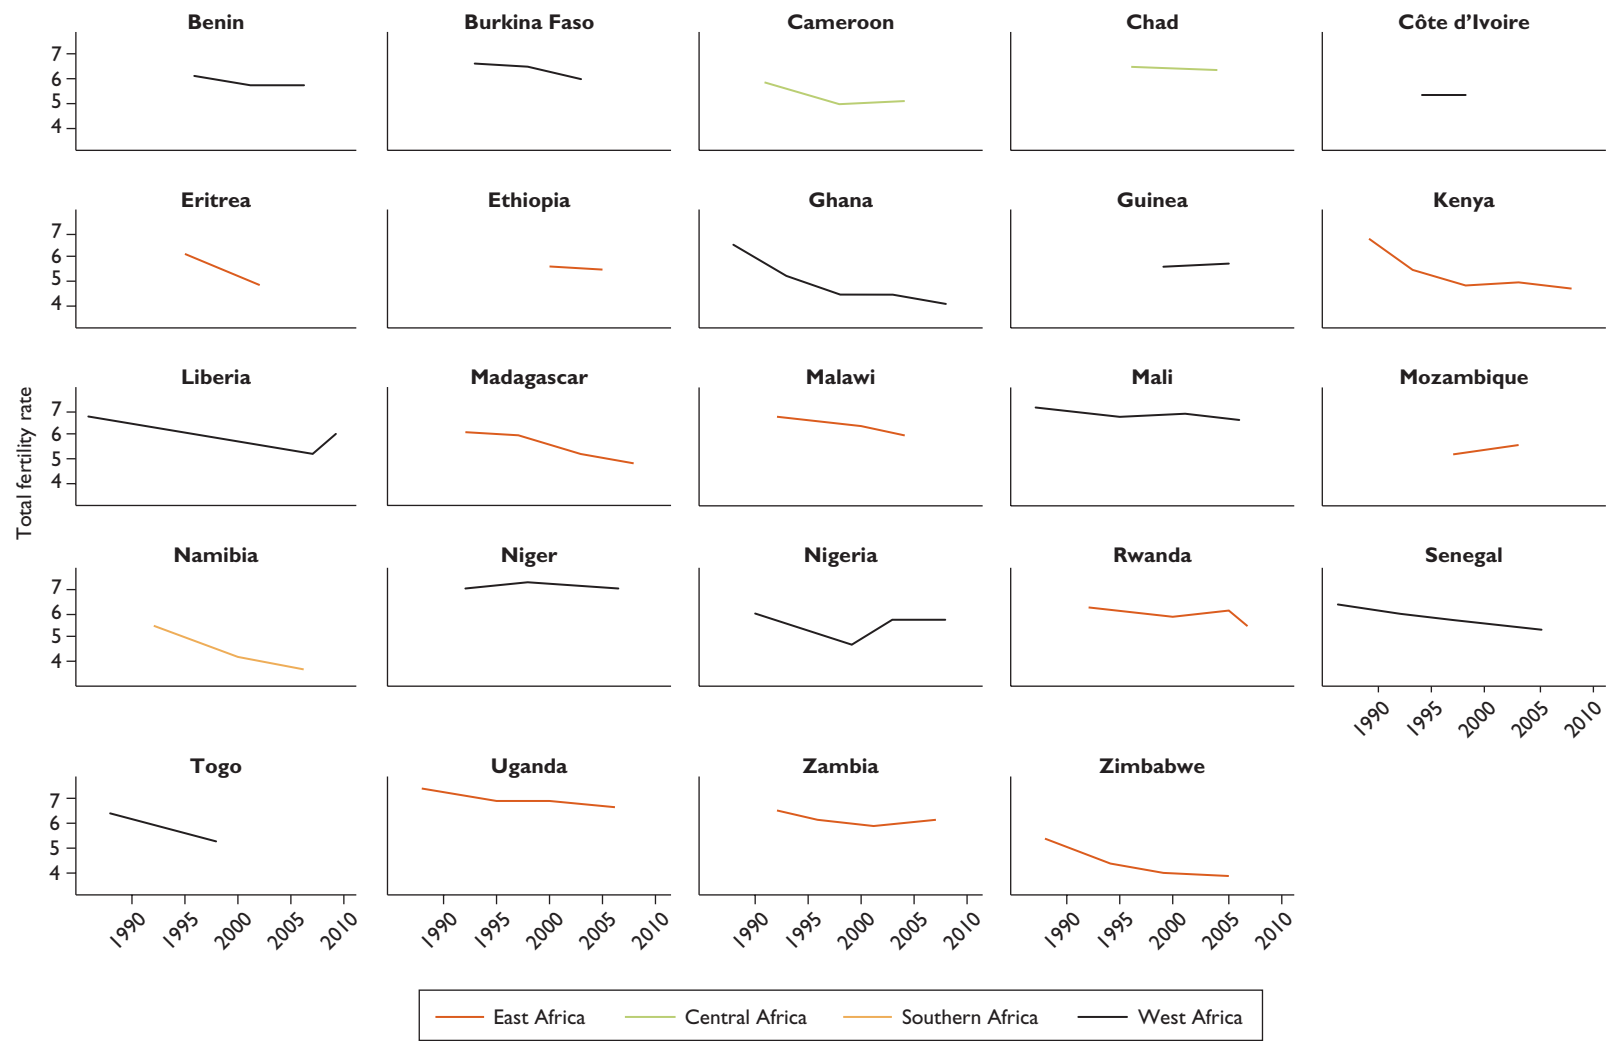 Benin Burkina Faso Cameroon Chad Côte d’Ivoire
7
6
5
4
Eritrea Ethiopia Ghana Guinea Kenya
7
6
5
4
Total fertility rate
Liberia Madagascar Malawi Mali Mozambique
7
6
5
4
Namibia Niger Nigeria Rwanda Senegal
7
6
5
4
1990 1995 2000 2005 2010
Togo Uganda Zambia Zimbabwe
7
6
5
4
1990 1995 2000 2005 2010 1990 1995 2000 2005 2010 1990 1995 2000 2005 2010 1990 1995 2000 2005 2010
East Africa Central Africa Southern Africa West Africa